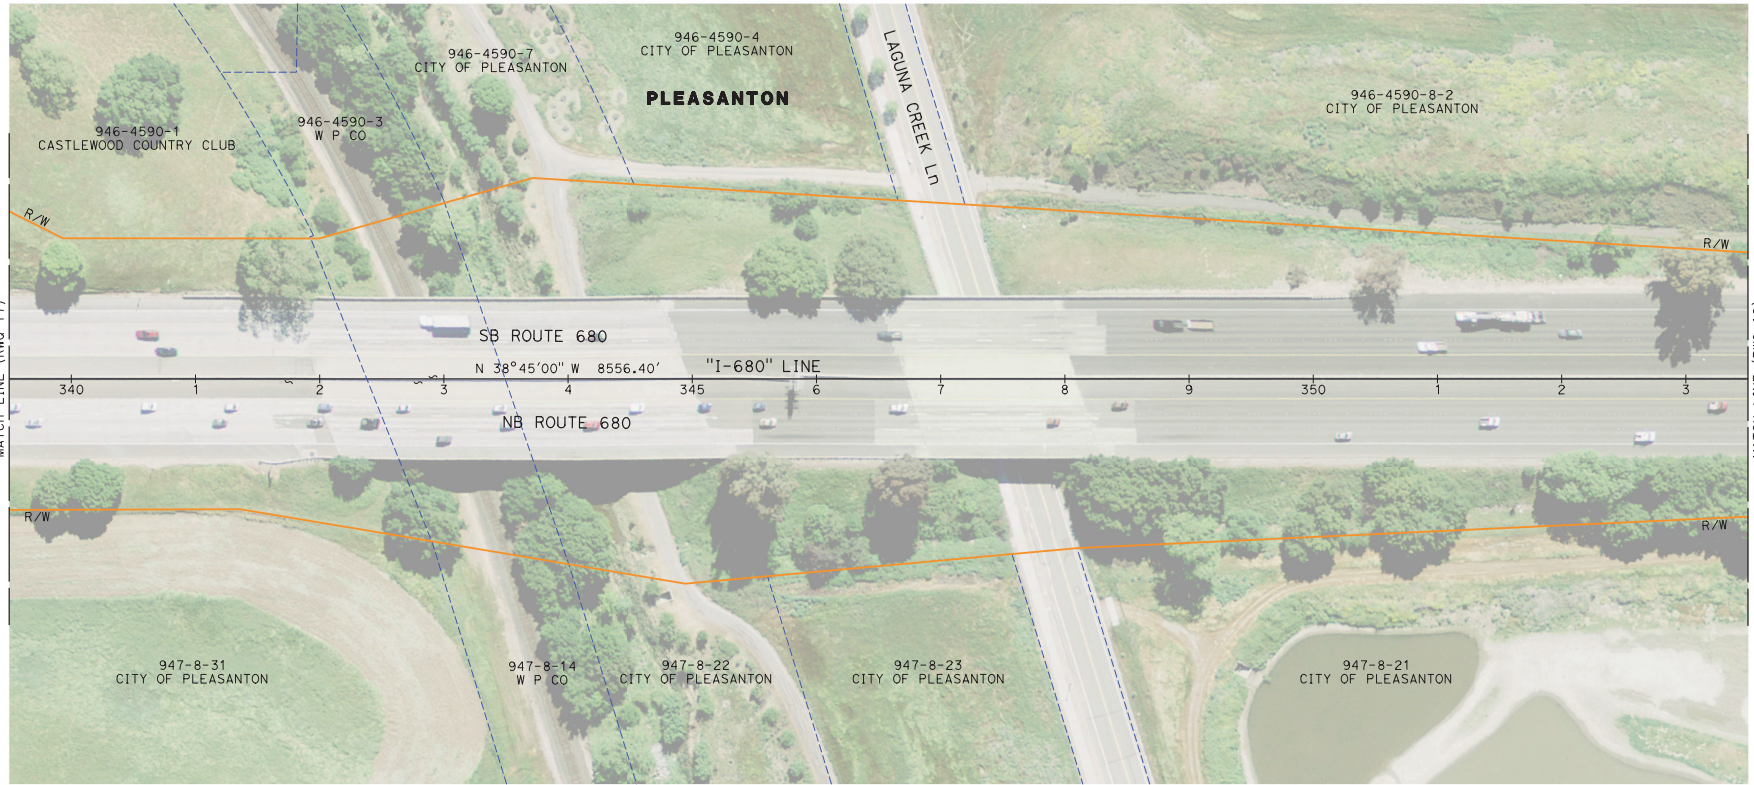 946-4590-7
CITY OF PLEASANTON
946-4590-4
CITY OF PLEASANTON
PLEASANTON
LAGUNA CREEK Ln
946-4590-8-2
CITY OF PLEASANTON
946-4590-1
CASTLEWOOD COUNTRY CLUB
946-4590-3
W P CO
R/W
R/W
SB ROUTE 680
N 38°45'00" W 8556.40'
"I-680" LINE
340 1 2 3 4 345 6 7 8 9 350 1 2 3
NB ROUTE 680
R/W
R/W
947-8-31
CITY OF PLEASANTON
947-8-14
W P CO
947-8-22
CITY OF PLEASANTON
947-8-23
CITY OF PLEASANTON
947-8-21
CITY OF PLEASANTON